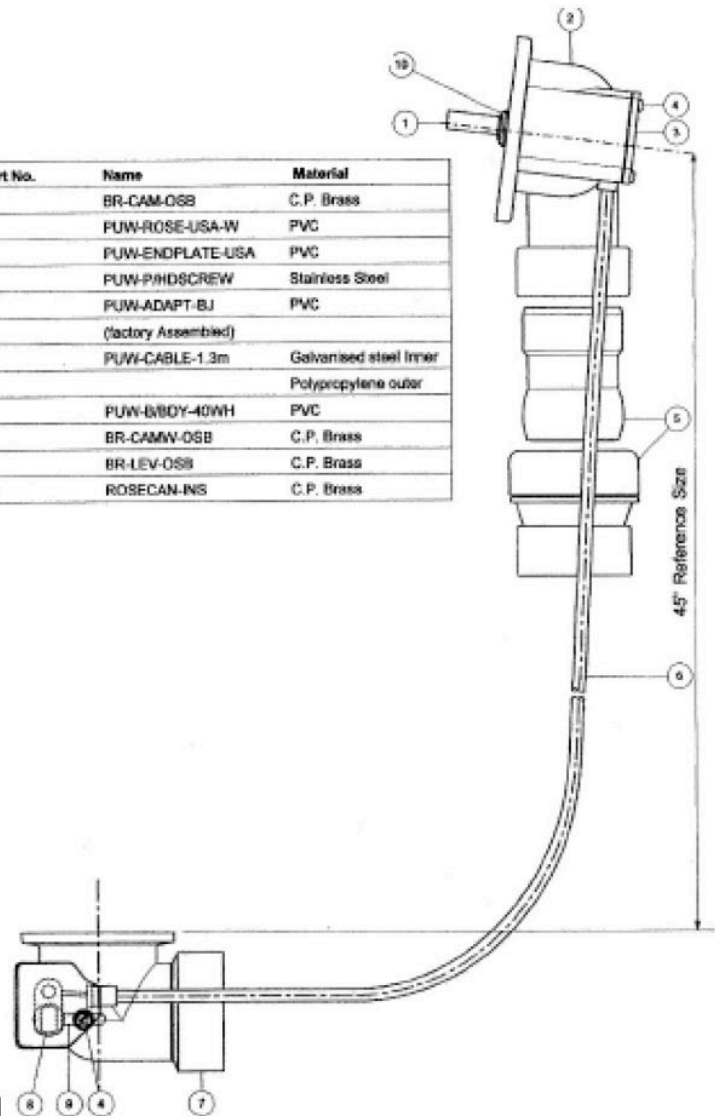 2
10
4
1
3
rt No. Name Material
BR-CAM-OSB C.P. Brass
PUW-ROSE-USA-W PVC
PUW-ENDPLATE-USA PVC
PUW-P/HDSCREW Stainless Steel
PUW-ADAPT-BJ PVC
(factory Assembled)
PUW-CABLE-1.3m Galvanised steel Inner
Polypropylene outer
PUW-B/BDY-40WH PVC
BR-CAMW-OSB C.P. Brass
BR-LEV-OSB C.P. Brass
ROSECAN-INS C.P. Brass
5
45" Reference Size
6
8
9
4
7